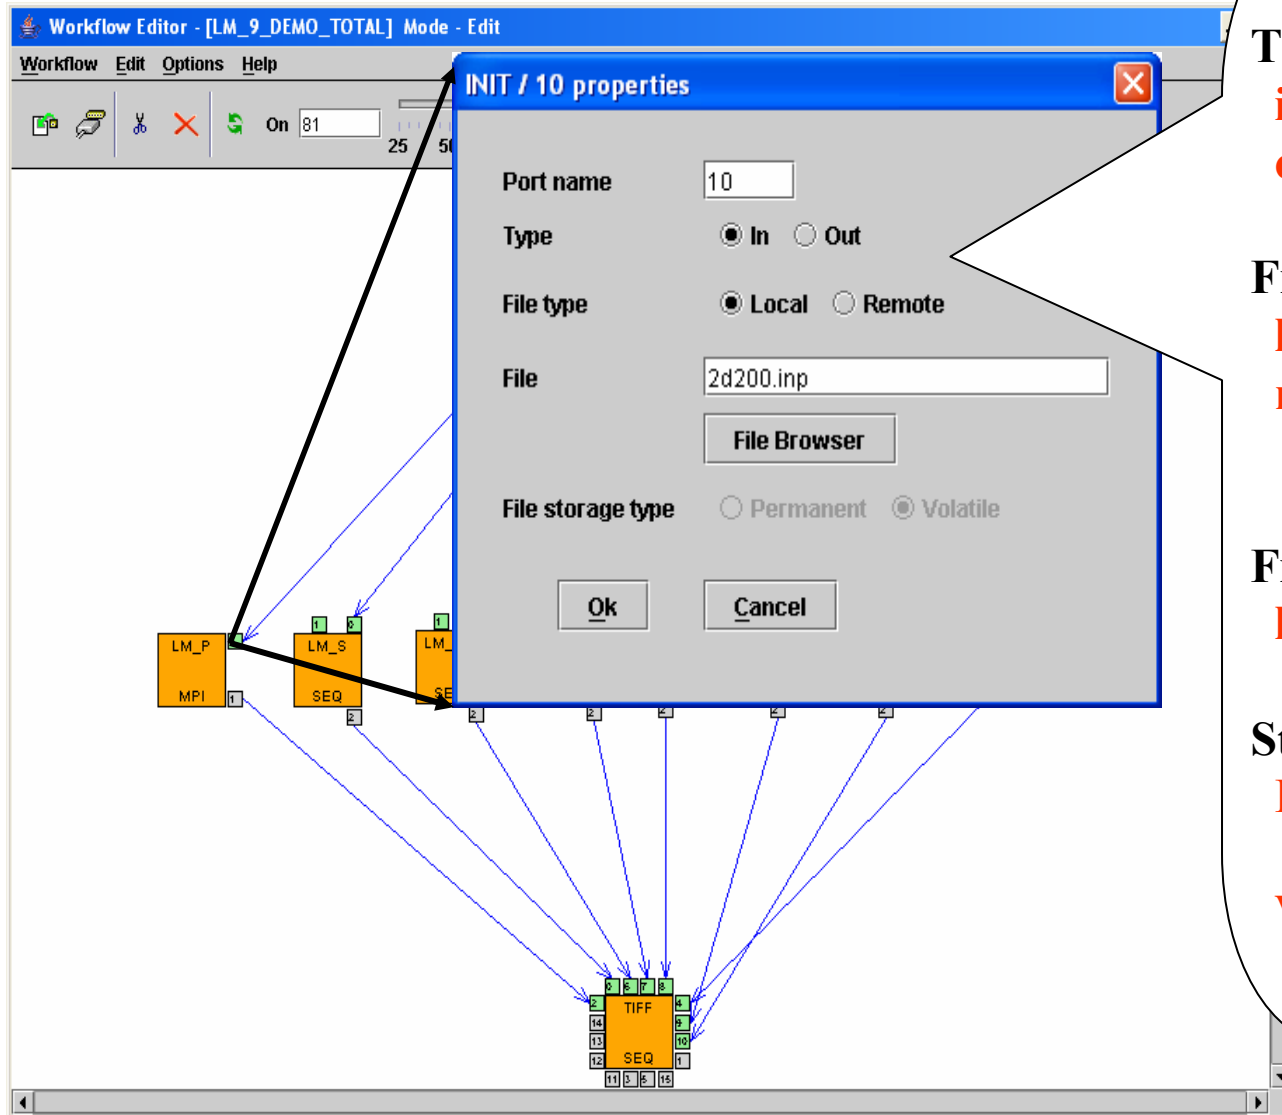 Workflow Editor - [LM_9_DEMO_TOTAL] Mode - Edit
Workflow Edit Options Help
On 81
25
INIT / 10 properties
Port name 10
Type In Out
File type Local Remote
File 2d200.inp
File Browser
File storage type Permanent Volatile
Ok Cancel
1 0 1
LM_P LM_S LM_
MPI 1 SEQ SE
2 2 2 2 2 2
0 6 7 8
2 TIFF 4
14 9
13 10
12 SEQ 1
11 3 5 15